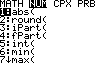 MATH NUM CPX PRB
1:abs(
2:round(
3:iPart(
4:fPart(
5:int(
6:min(
7↓max(